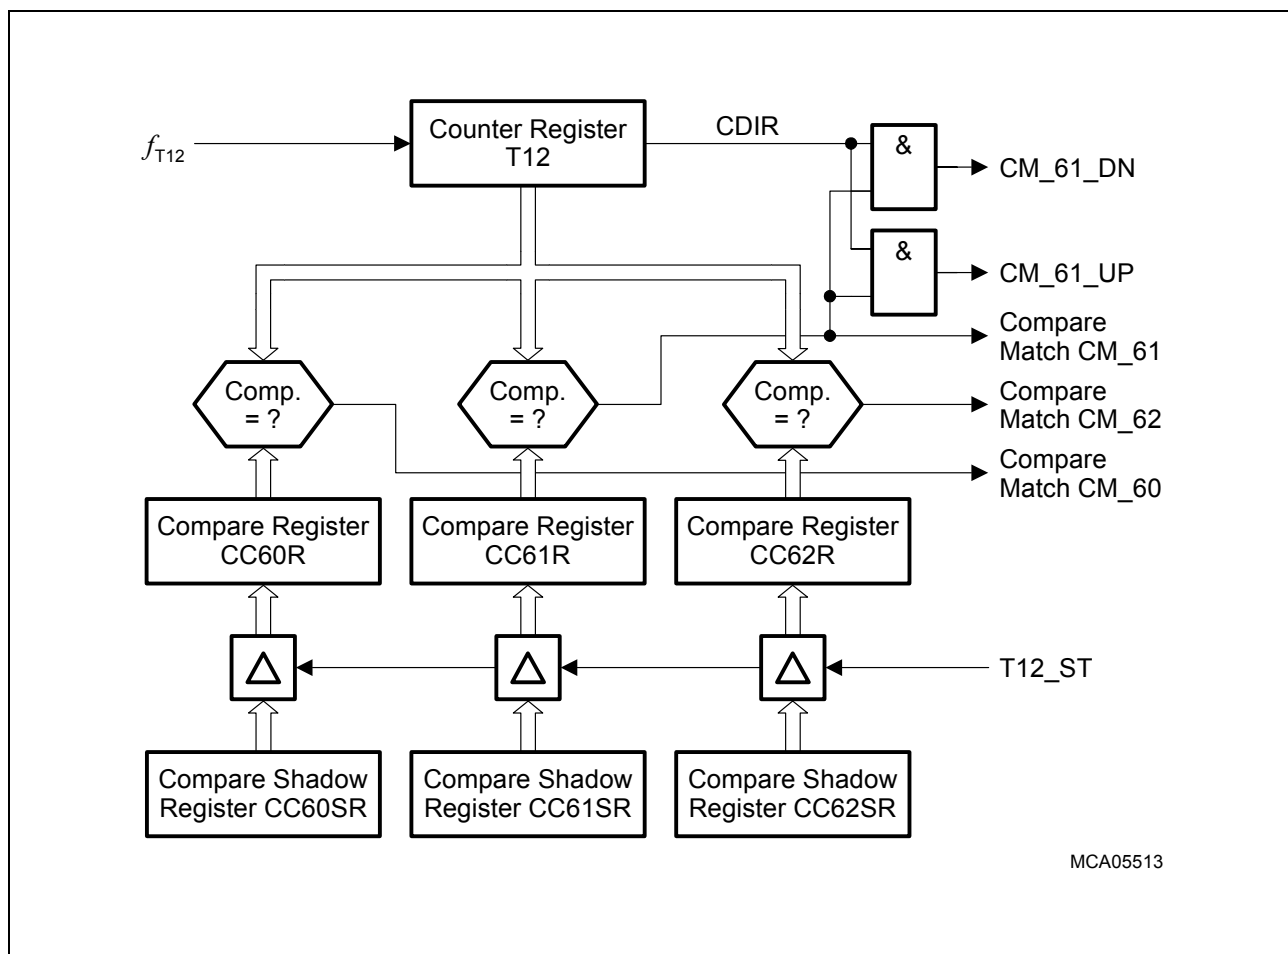 Counter Register
T12
CDIR
fT12
&
CM_61_DN
&
CM_61_UP
Compare
Match CM_61
Comp.
= ?
Comp.
= ?
Comp.
= ?
Compare
Match CM_62
Compare
Match CM_60
Compare Register
CC60R
Compare Register
CC61R
Compare Register
CC62R
T12_ST
Compare Shadow
Register CC60SR
Compare Shadow
Register CC61SR
Compare Shadow
Register CC62SR
MCA05513